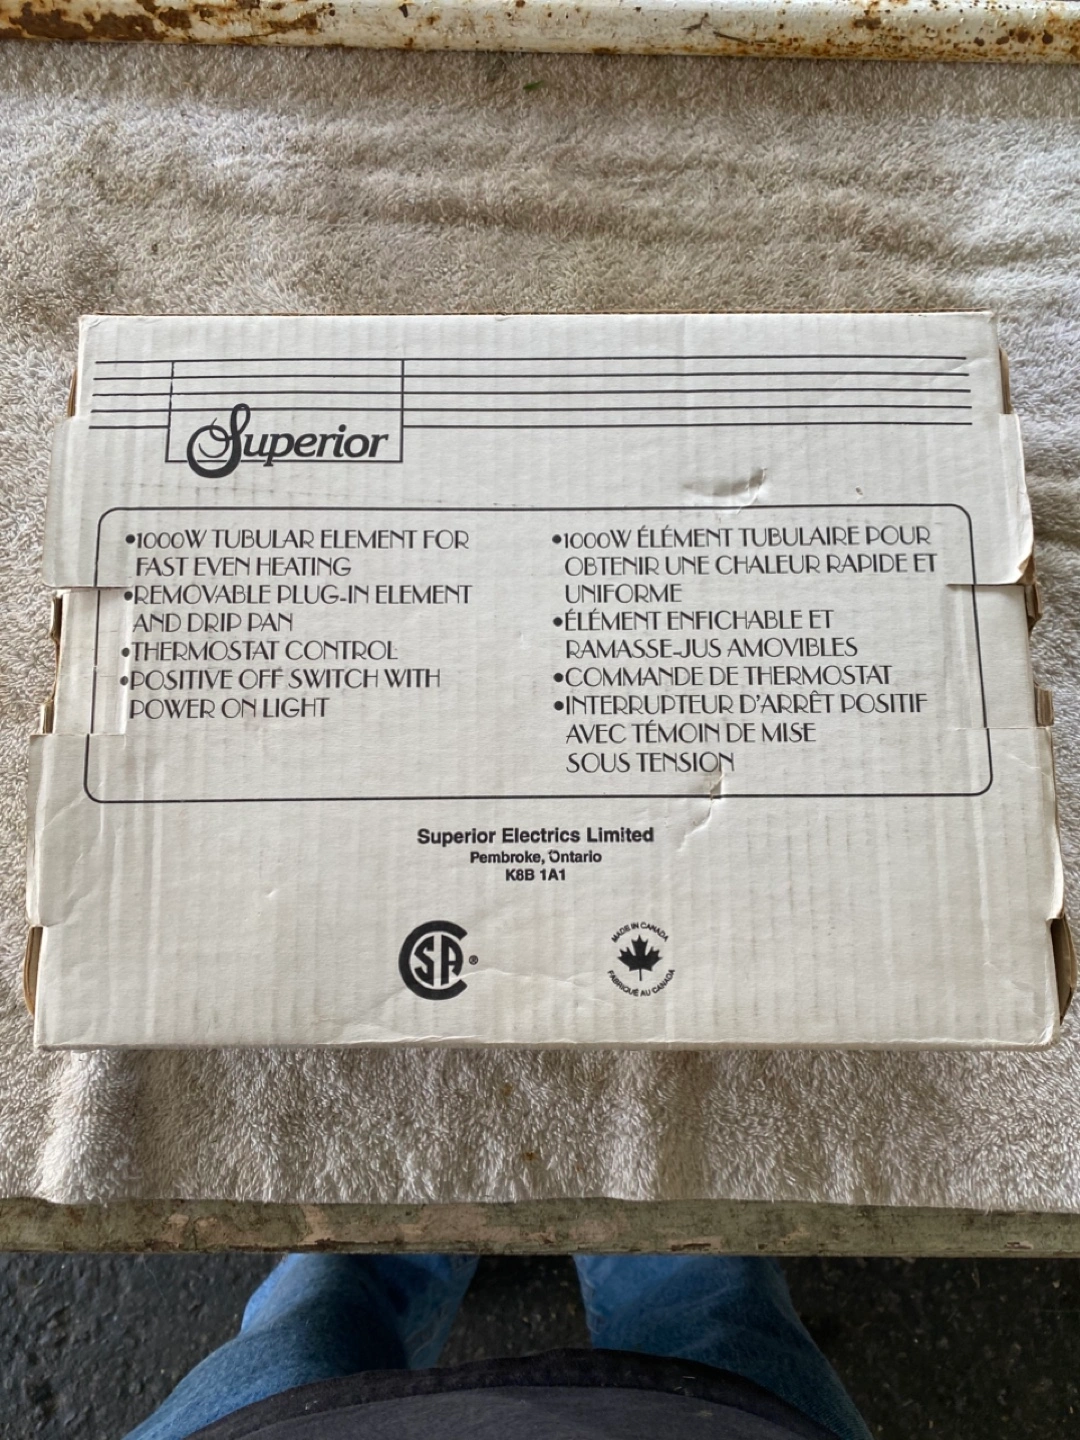 Superior
•1000W TUBULAR ELEMENT FOR
FAST EVEN HEATING
•REMOVABLE PLUG-IN ELEMENT
AND DRIP PAN
•THERMOSTAT CONTROL
•POSITIVE OFF SWITCH WITH
POWER ON LIGHT
•1000W ÉLÉMENT TUBULAIRE POUR
OBTENIR UNE CHALEUR RAPIDE ET
UNIFORME
•ÉLÉMENT ENFICHABLE ET
RAMASSE-JUS AMOVIBLES
•COMMANDE DE THERMOSTAT
•INTERRUPTEUR D'ARRÊT POSITIF
AVEC TÉMOIN DE MISE
SOUS TENSION
Superior Electrics Limited
Pembroke, Ontario
K8B 1A1
CSA®
MADE IN CANADA
FABRIQUÉ AU CANADA